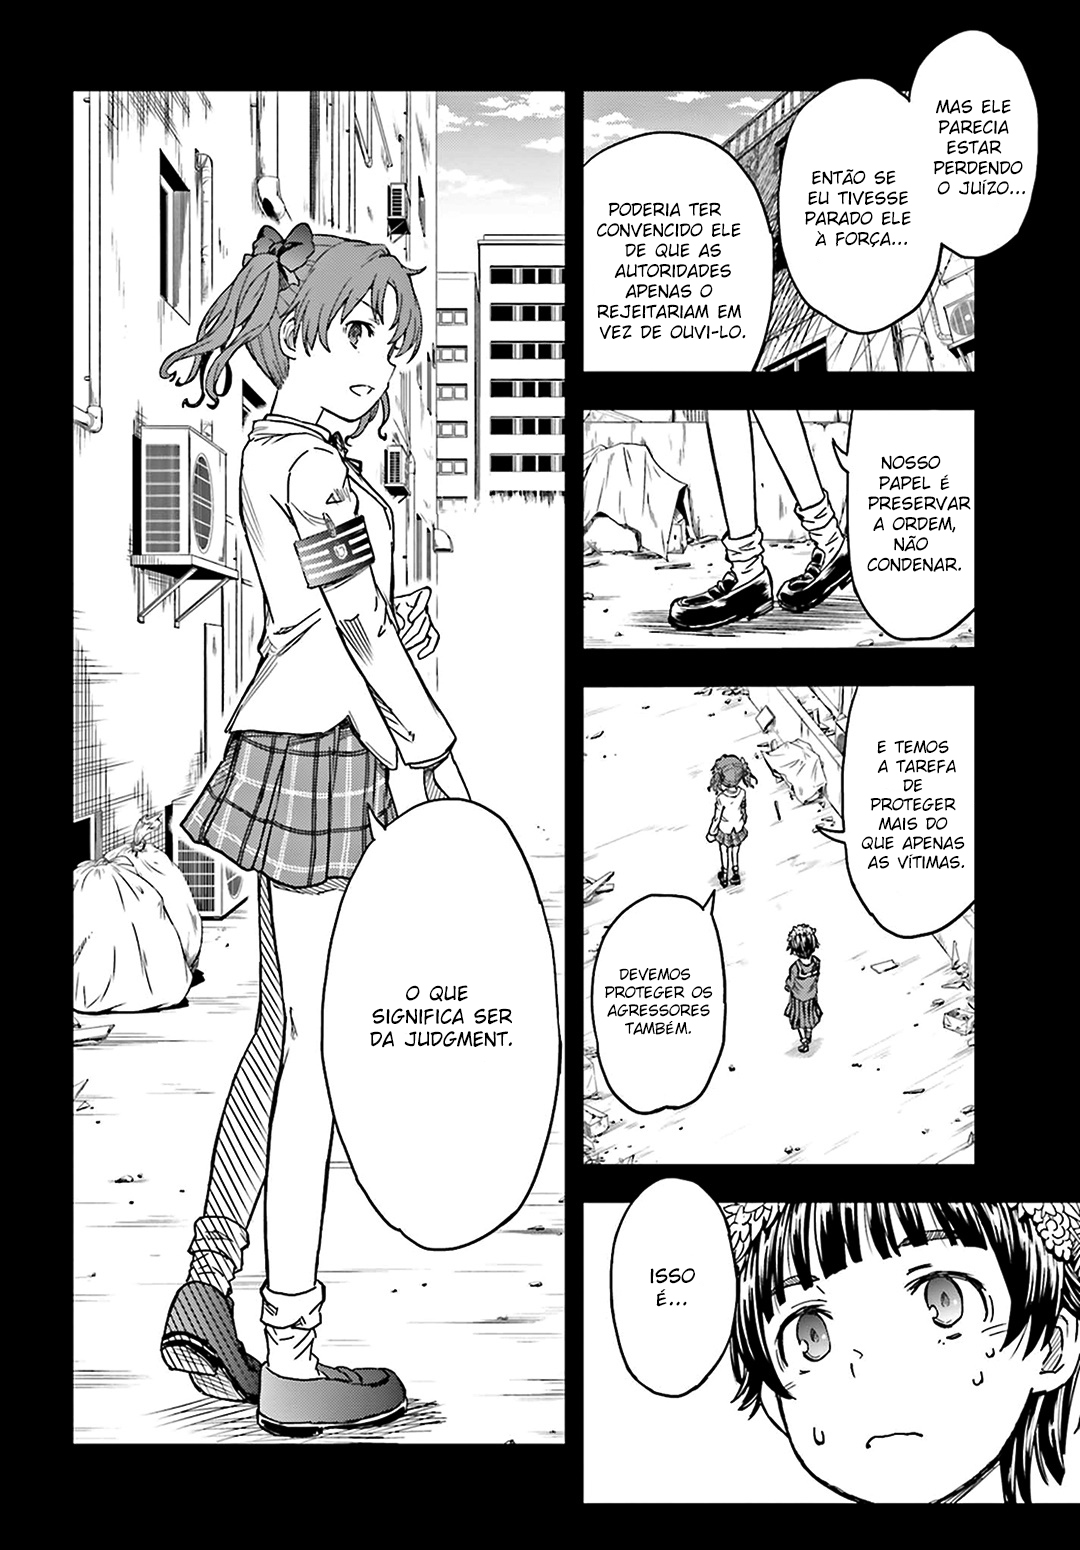 MAS ELE
PARECIA
ESTAR
PERDENDO
O JUÍZO...
ENTÃO SE
EU TIVESSE
PARADO ELE
À FORÇA...
PODERIA TER
CONVENCIDO ELE
DE QUE AS
AUTORIDADES
APENAS O
REJEITARIAM EM
VEZ DE OUVI-LO.
NOSSO
PAPEL É
PRESERVAR
A ORDEM,
NÃO
CONDENAR.
E TEMOS
A TAREFA
DE
PROTEGER
MAIS DO
QUE APENAS
AS VÍTIMAS.
DEVEMOS
PROTEGER OS
AGRESSORES
TAMBÉM.
ISSO
É...
O QUE
SIGNIFICA SER
DA JUDGMENT.